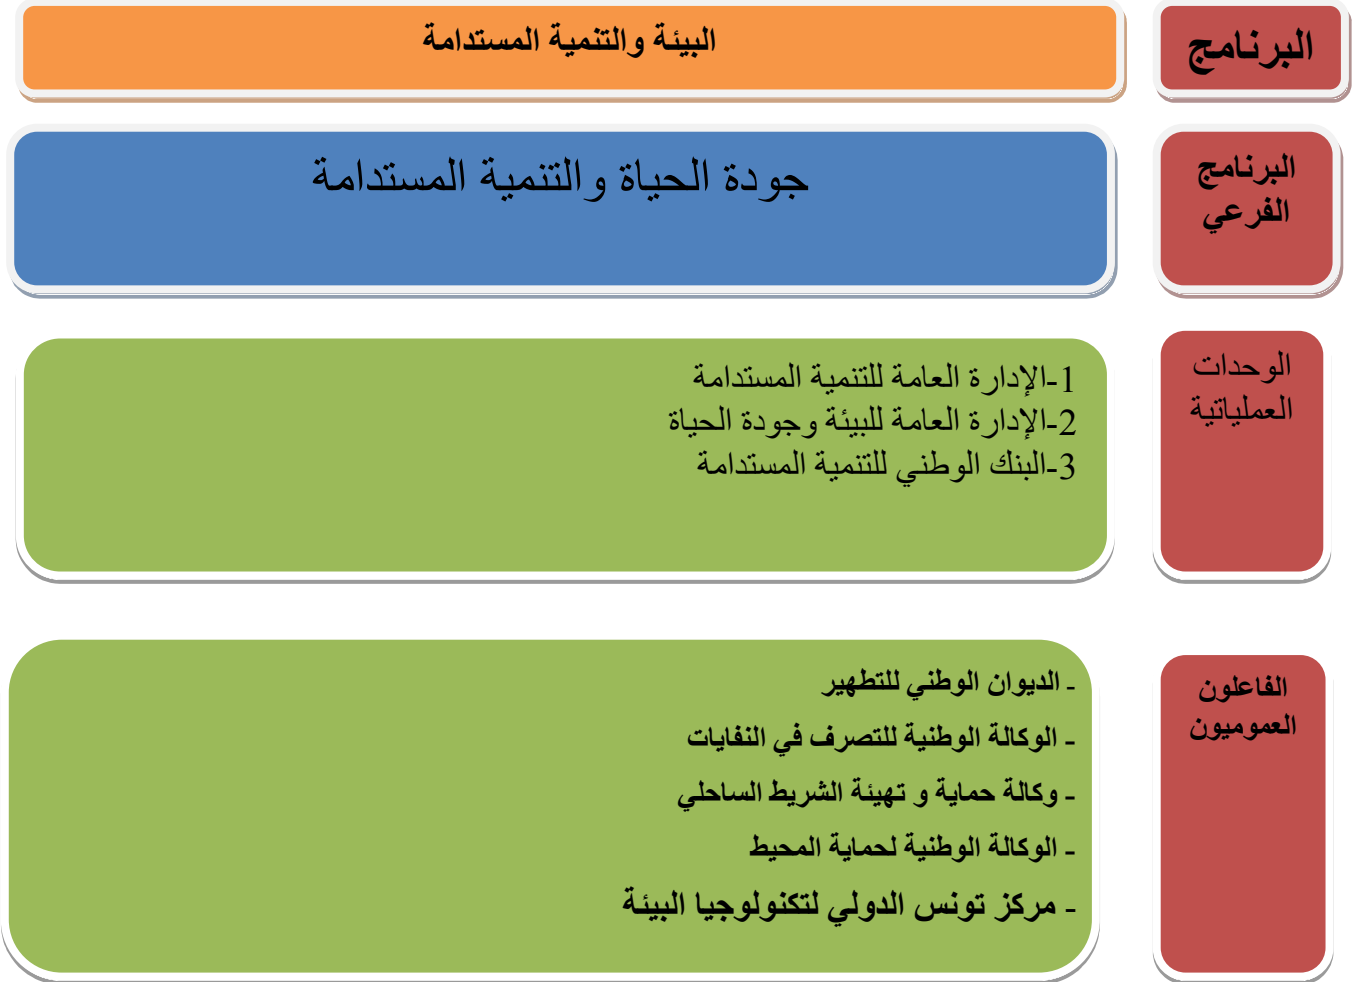 البرنامج
البيئة والتنمية المستدامة
البرنامج
الفرعي
جودة الحياة والتنمية المستدامة
الوحدات
العملياتية
1-الإدارة العامة للتنمية المستدامة
2-الإدارة العامة للبيئة وجودة الحياة
3-البنك الوطني للتنمية المستدامة
الفاعلون
العموميون
- الديوان الوطني للتطهير
- الوكالة الوطنية للتصرف في النفايات
- وكالة حماية و تهيئة الشريط الساحلي
- الوكالة الوطنية لحماية المحيط
- مركز تونس الدولي لتكنولوجيا البيئة